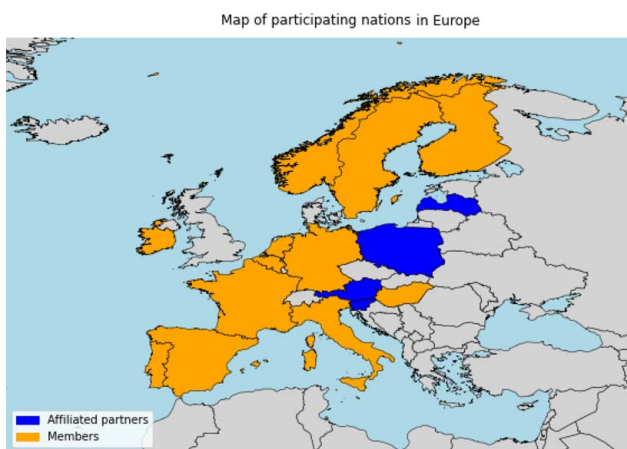 Map of participating nations in Europe
Affiliated partners
Members